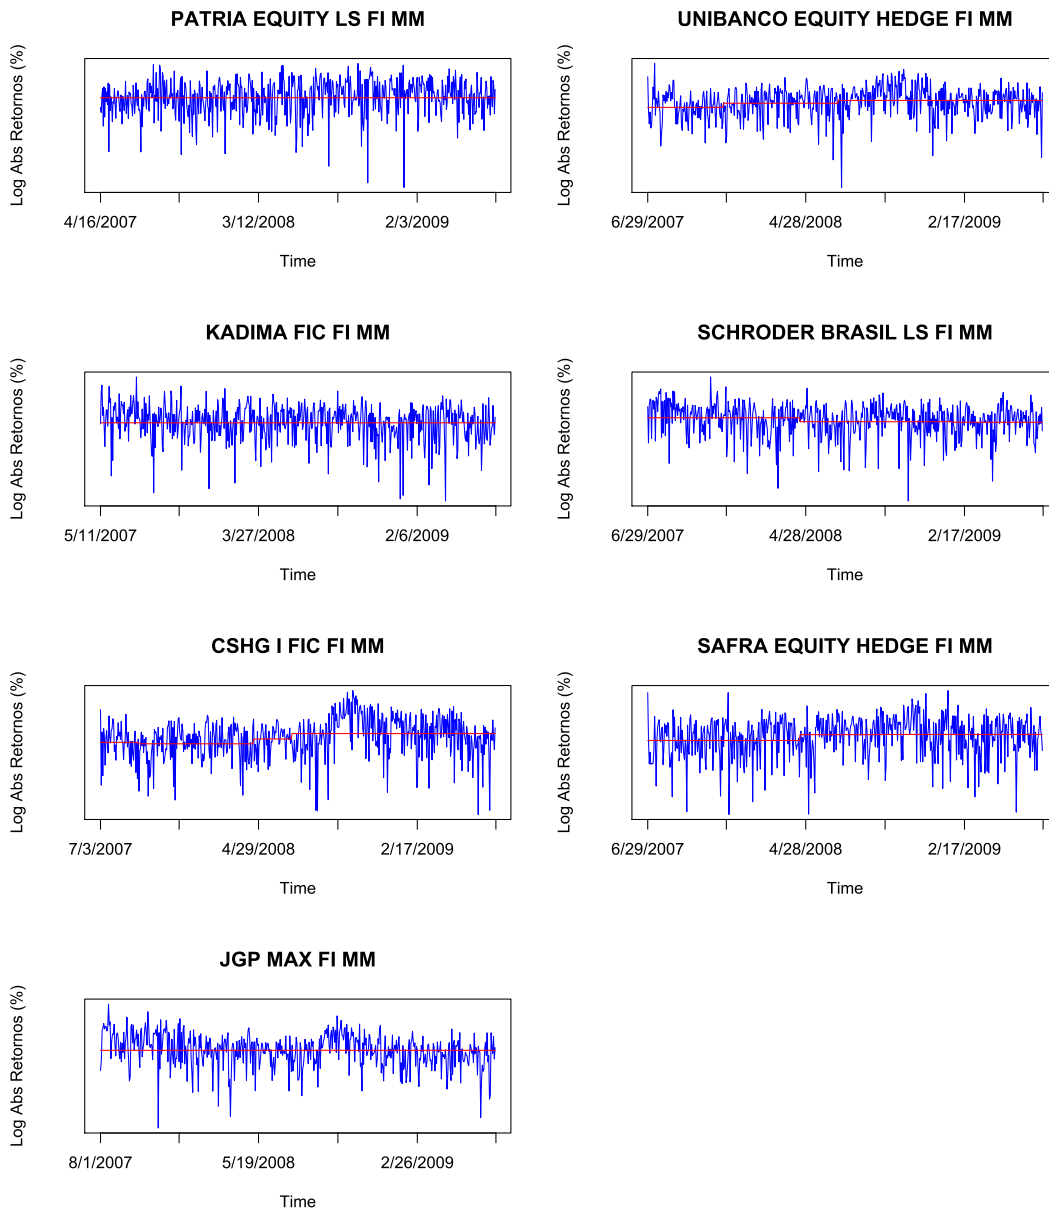 PATRIA EQUITY LS FI MM
Log Abs Retornos (%)
4/16/2007 3/12/2008 2/3/2009
Time
UNIBANCO EQUITY HEDGE FI MM
Log Abs Retornos (%)
6/29/2007 4/28/2008 2/17/2009
Time
KADIMA FIC FI MM
Log Abs Retornos (%)
5/11/2007 3/27/2008 2/6/2009
Time
SCHRODER BRASIL LS FI MM
Log Abs Retornos (%)
6/29/2007 4/28/2008 2/17/2009
Time
CSHG I FIC FI MM
Log Abs Retornos (%)
7/3/2007 4/29/2008 2/17/2009
Time
SAFRA EQUITY HEDGE FI MM
Log Abs Retornos (%)
6/29/2007 4/28/2008 2/17/2009
Time
JGP MAX FI MM
Log Abs Retornos (%)
8/1/2007 5/19/2008 2/26/2009
Time